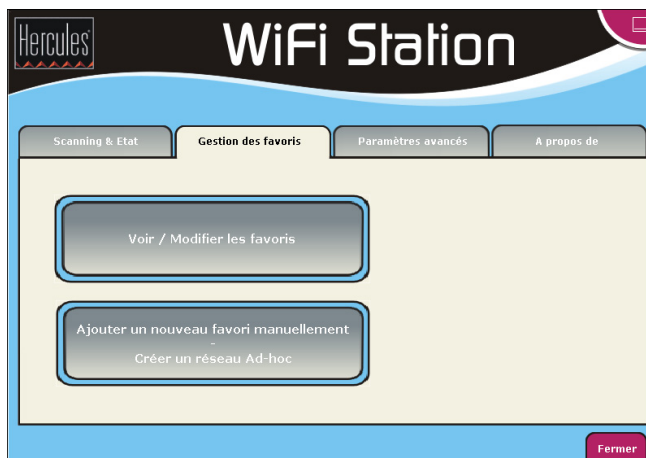 Hercules
WiFi Station
Scanning & Etat
Gestion des favoris
Paramètres avancés
A propos de
Voir / Modifier les favoris
Ajouter un nouveau favori manuellement
-
Créer un réseau Ad-hoc
Fermer